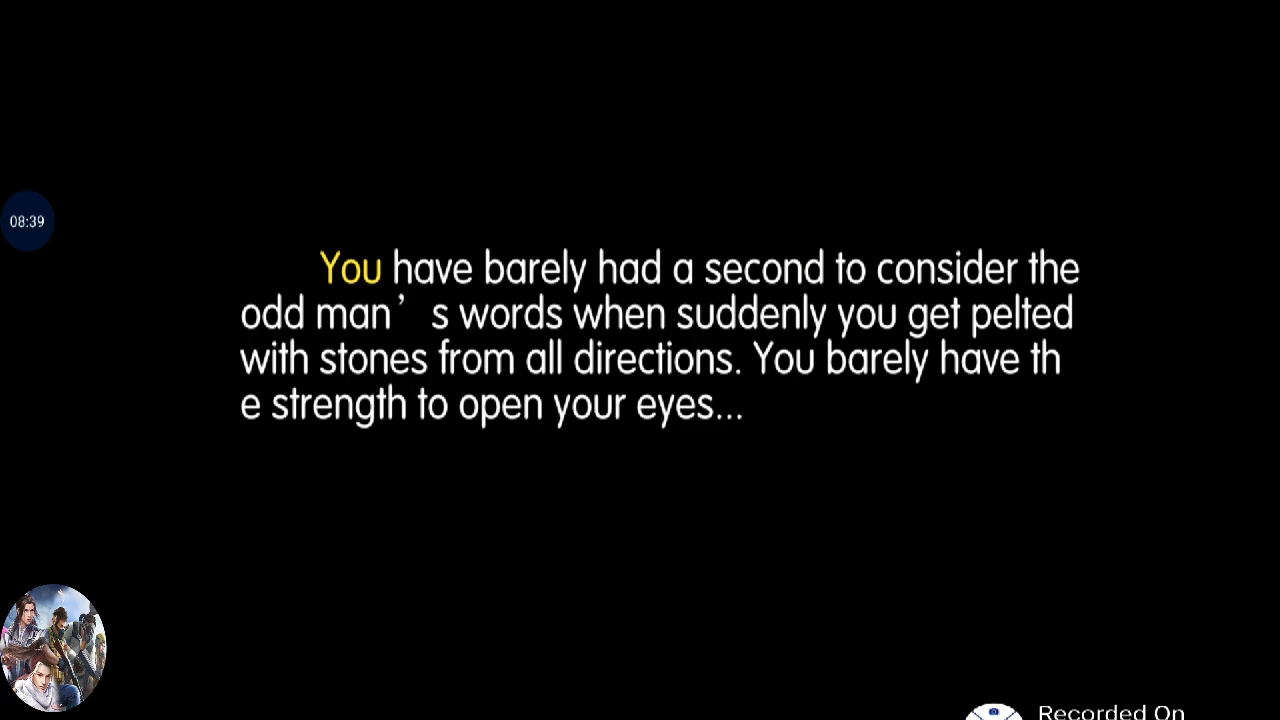 08:39
You have barely had a second to consider the
odd man’ s words when suddenly you get pelted
with stones from all directions. You barely have th
e strength to open your eyes...
Recorded On